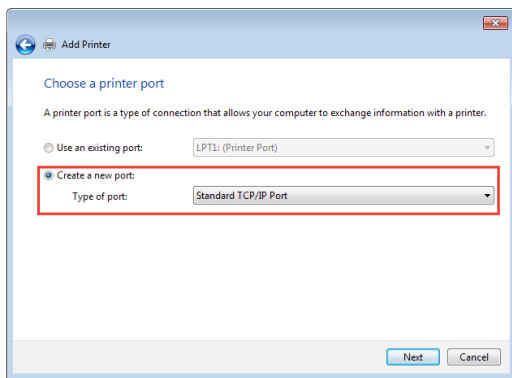 Add Printer
Choose a printer port
A printer port is a type of connection that allows your computer to exchange information with a printer.
Use an existing port: LPT1: (Printer Port)
Create a new port:
Type of port: Standard TCP/IP Port
Next Cancel